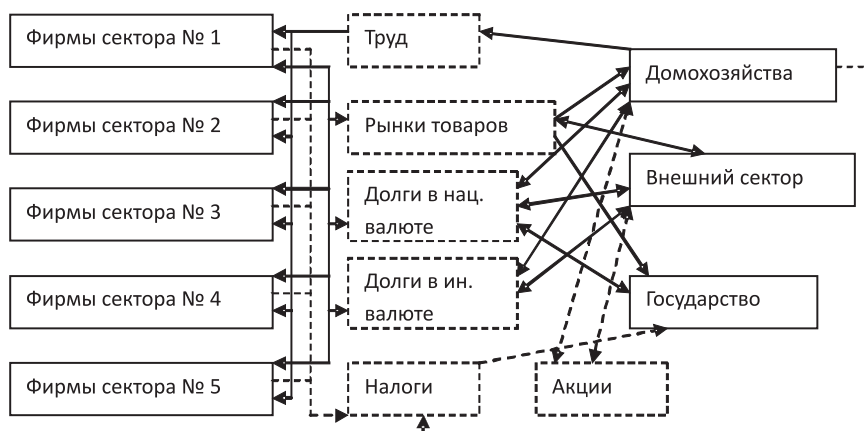 Фирмы сектора № 1
Труд
Домохозяйства
Фирмы сектора № 2
Рынки товаров
Внешний сектор
Фирмы сектора № 3
Долги в нац.
валюте
Фирмы сектора № 4
Долги в ин.
валюте
Государство
Фирмы сектора № 5
Налоги
Акции